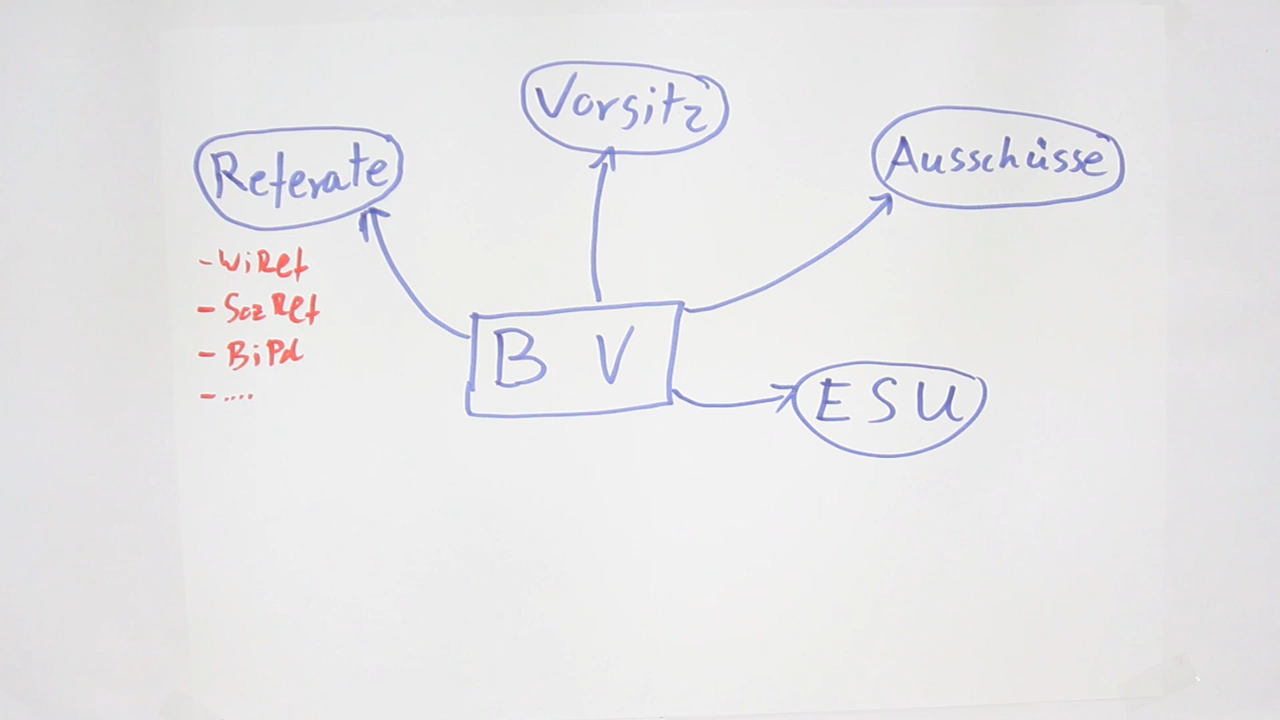 Vorsitz
Referate
Ausschüsse
- WiRef
- SozRef
- BiPol
- ....
B V
ESU